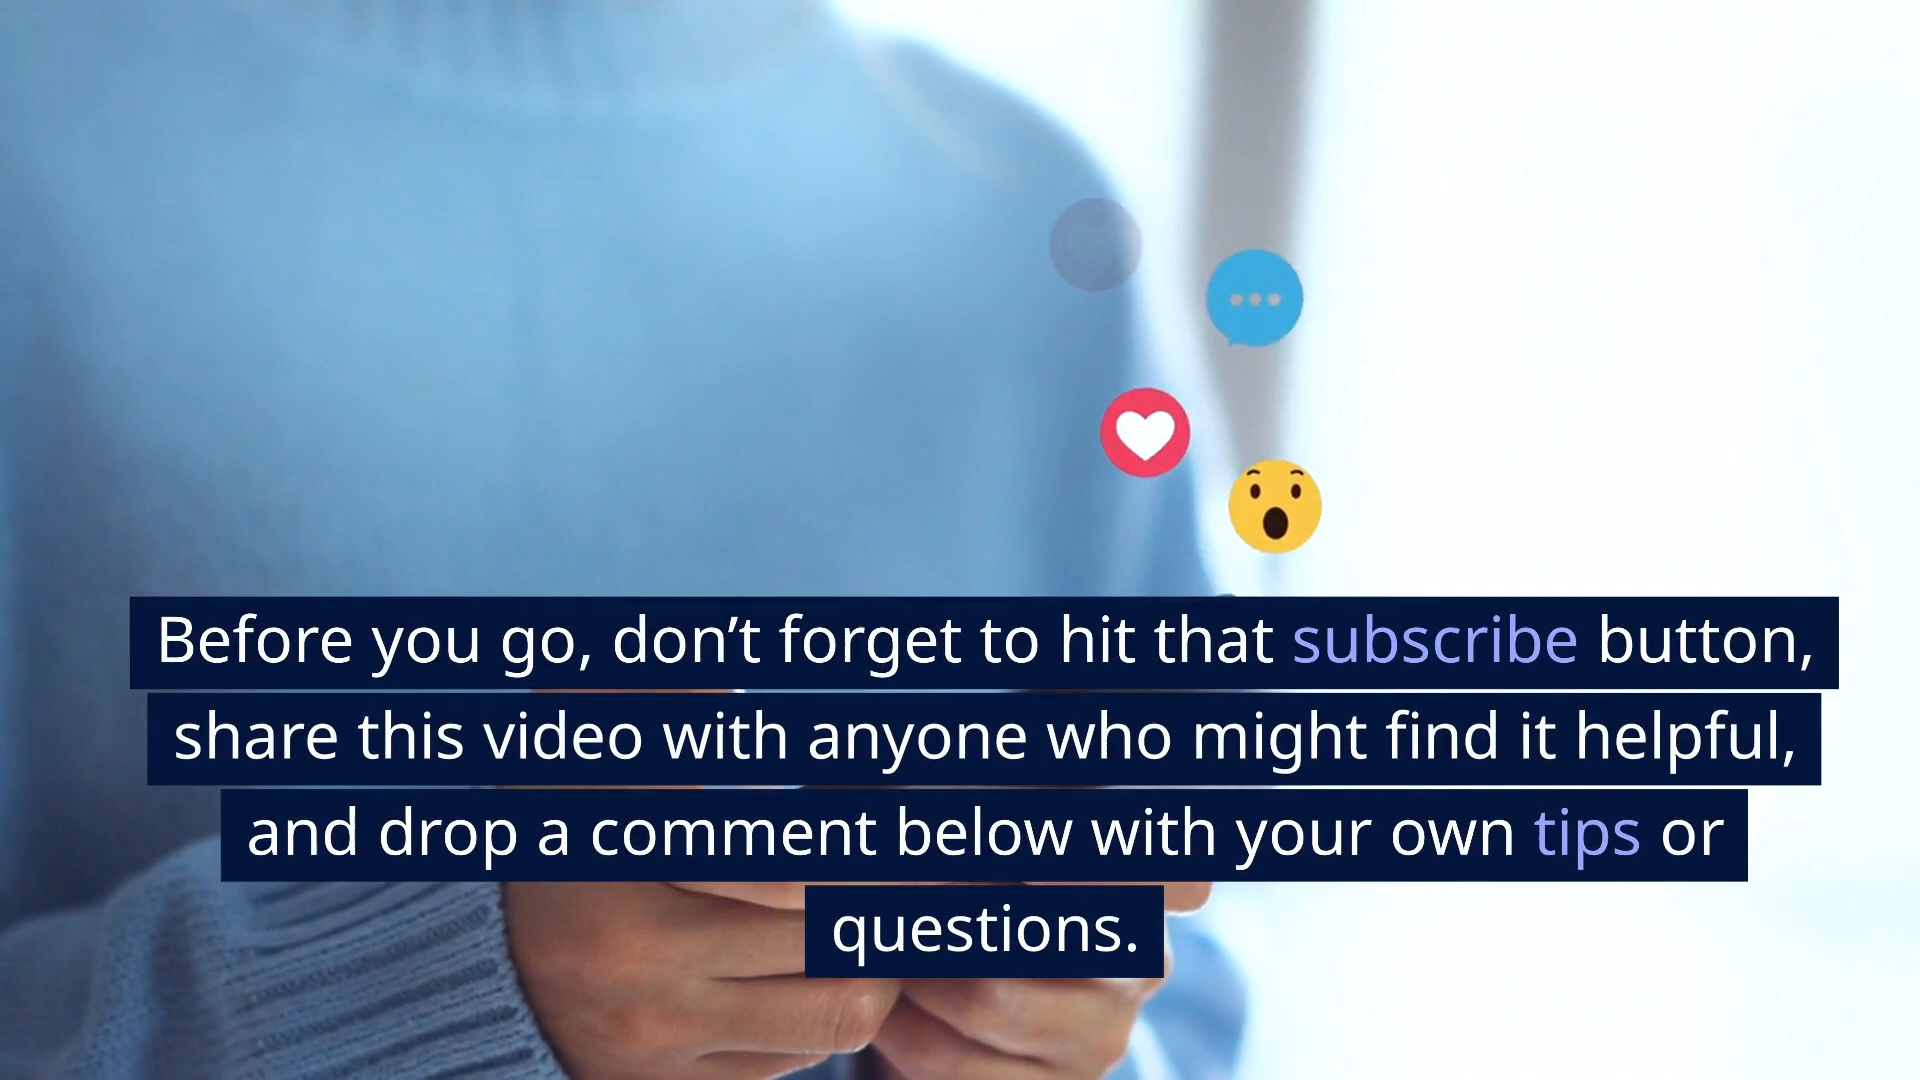 Before you go, don’t forget to hit that subscribe button,
share this video with anyone who might find it helpful,
and drop a comment below with your own tips or
questions.